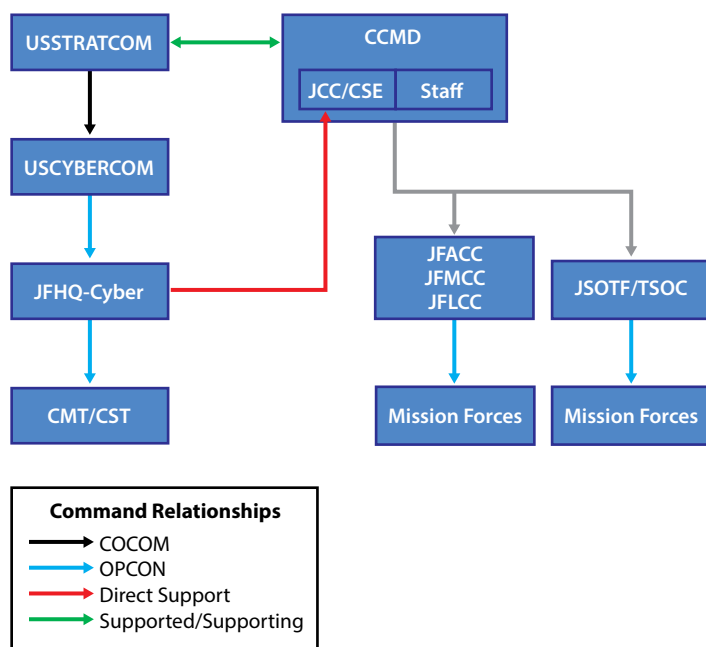 USSTRATCOM
CCMD
JCC/CSE
Staff
USCYBERCOM
JFHQ-Cyber
JFACC
JFMCC
JFLCC
JSOTF/TSOC
CMT/CST
Mission Forces
Mission Forces
Command Relationships
COCOM
OPCON
Direct Support
Supported/Supporting